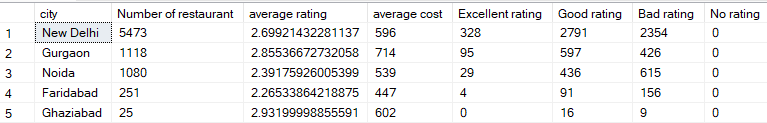 city Number of restaurant average rating average cost Excellent rating Good rating Bad rating No rating
1 New Delhi 5473 2.69921432281137 596 328 2791 2354 0
2 Gurgaon 1118 2.85536672732058 714 95 597 426 0
3 Noida 1080 2.39175926005399 539 29 436 615 0
4 Faridabad 251 2.26533864218875 447 4 91 156 0
5 Ghaziabad 25 2.93199998855591 602 0 16 9 0